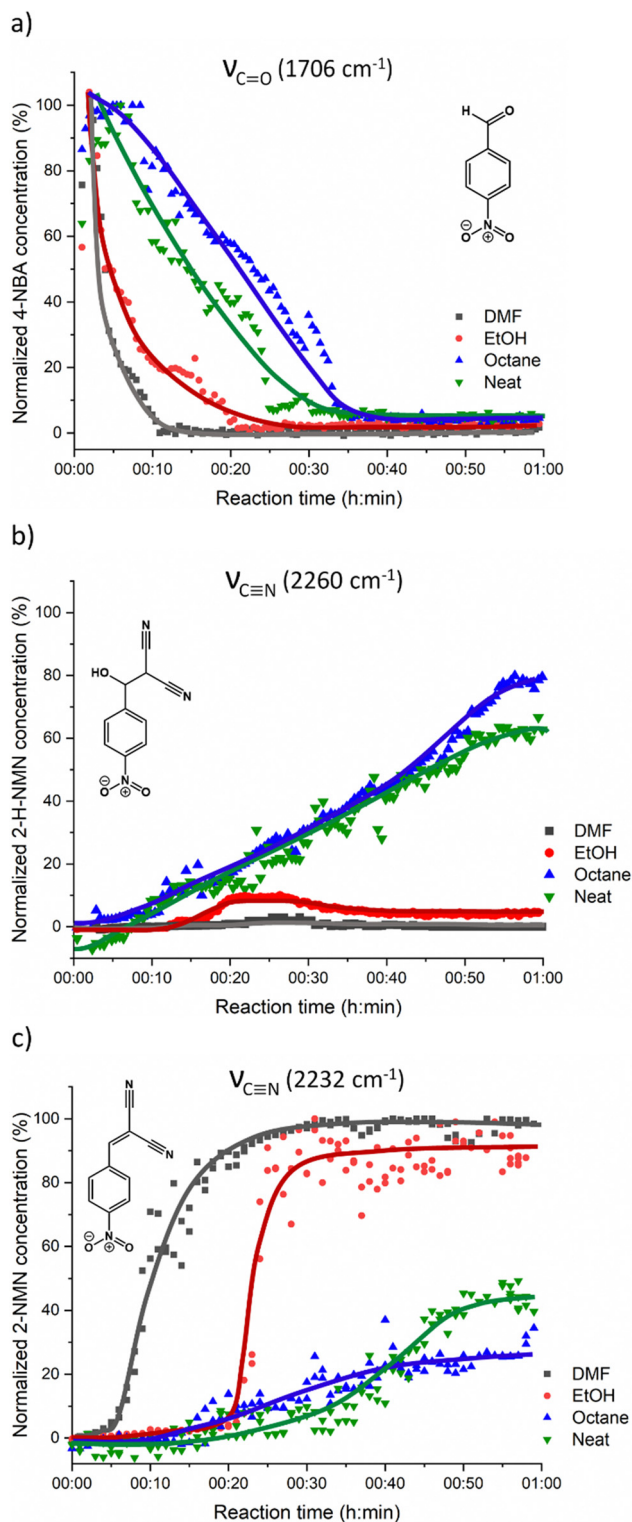 a)
ν C=O (1706 cm⁻¹)
Normalized 4-NBA concentration (%)
100
80
60
40
20
0
H
O
N
⊖
O
⊕
O
DMF
EtOH
Octane
Neat
00:00
00:10
00:20
00:30
00:40
00:50
01:00
Reaction time (h:min)
b)
ν C≡N (2260 cm⁻¹)
Normalized 2-H-NMN concentration (%)
100
80
60
40
20
0
N
HO
N
N
⊖
O
⊕
O
DMF
EtOH
Octane
Neat
00:00
00:10
00:20
00:30
00:40
00:50
01:00
Reaction time (h:min)
c)
ν C≡N (2232 cm⁻¹)
Normalized 2-NMN concentration (%)
100
80
60
40
20
0
N
N
N
⊖
O
⊕
O
DMF
EtOH
Octane
Neat
00:00
00:10
00:20
00:30
00:40
00:50
01:00
Reaction time (h:min)